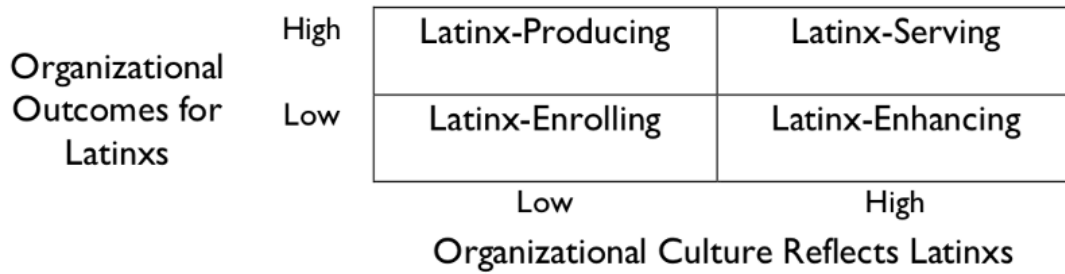 High Latinx-Producing Latinx-Serving
Organizational
Outcomes for
Latinxs
Low Latinx-Enrolling Latinx-Enhancing
Low High
Organizational Culture Reflects Latinxs